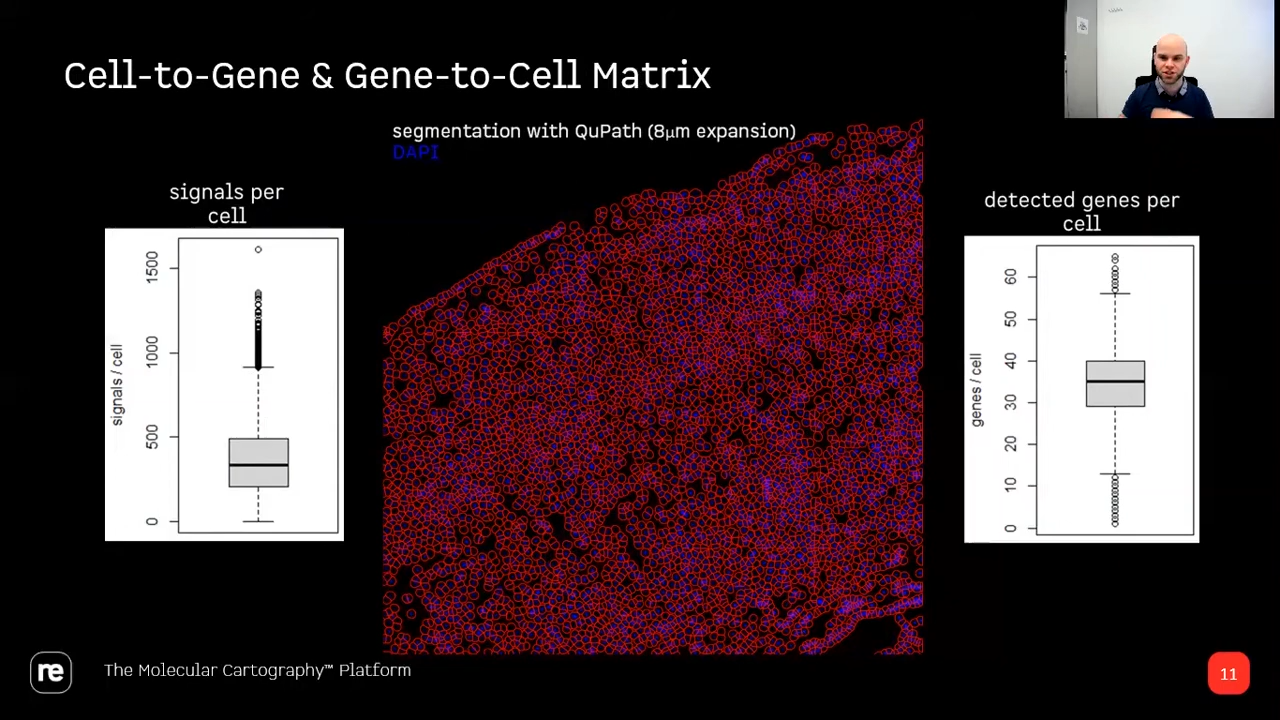 Cell-to-Gene & Gene-to-Cell Matrix
segmentation with QuPath (8µm expansion)
DAPI
signals per
cell
signals / cell
1500
1000
500
0
detected genes per
cell
genes / cell
60
50
40
30
20
10
0
re
The Molecular Cartography™ Platform
11